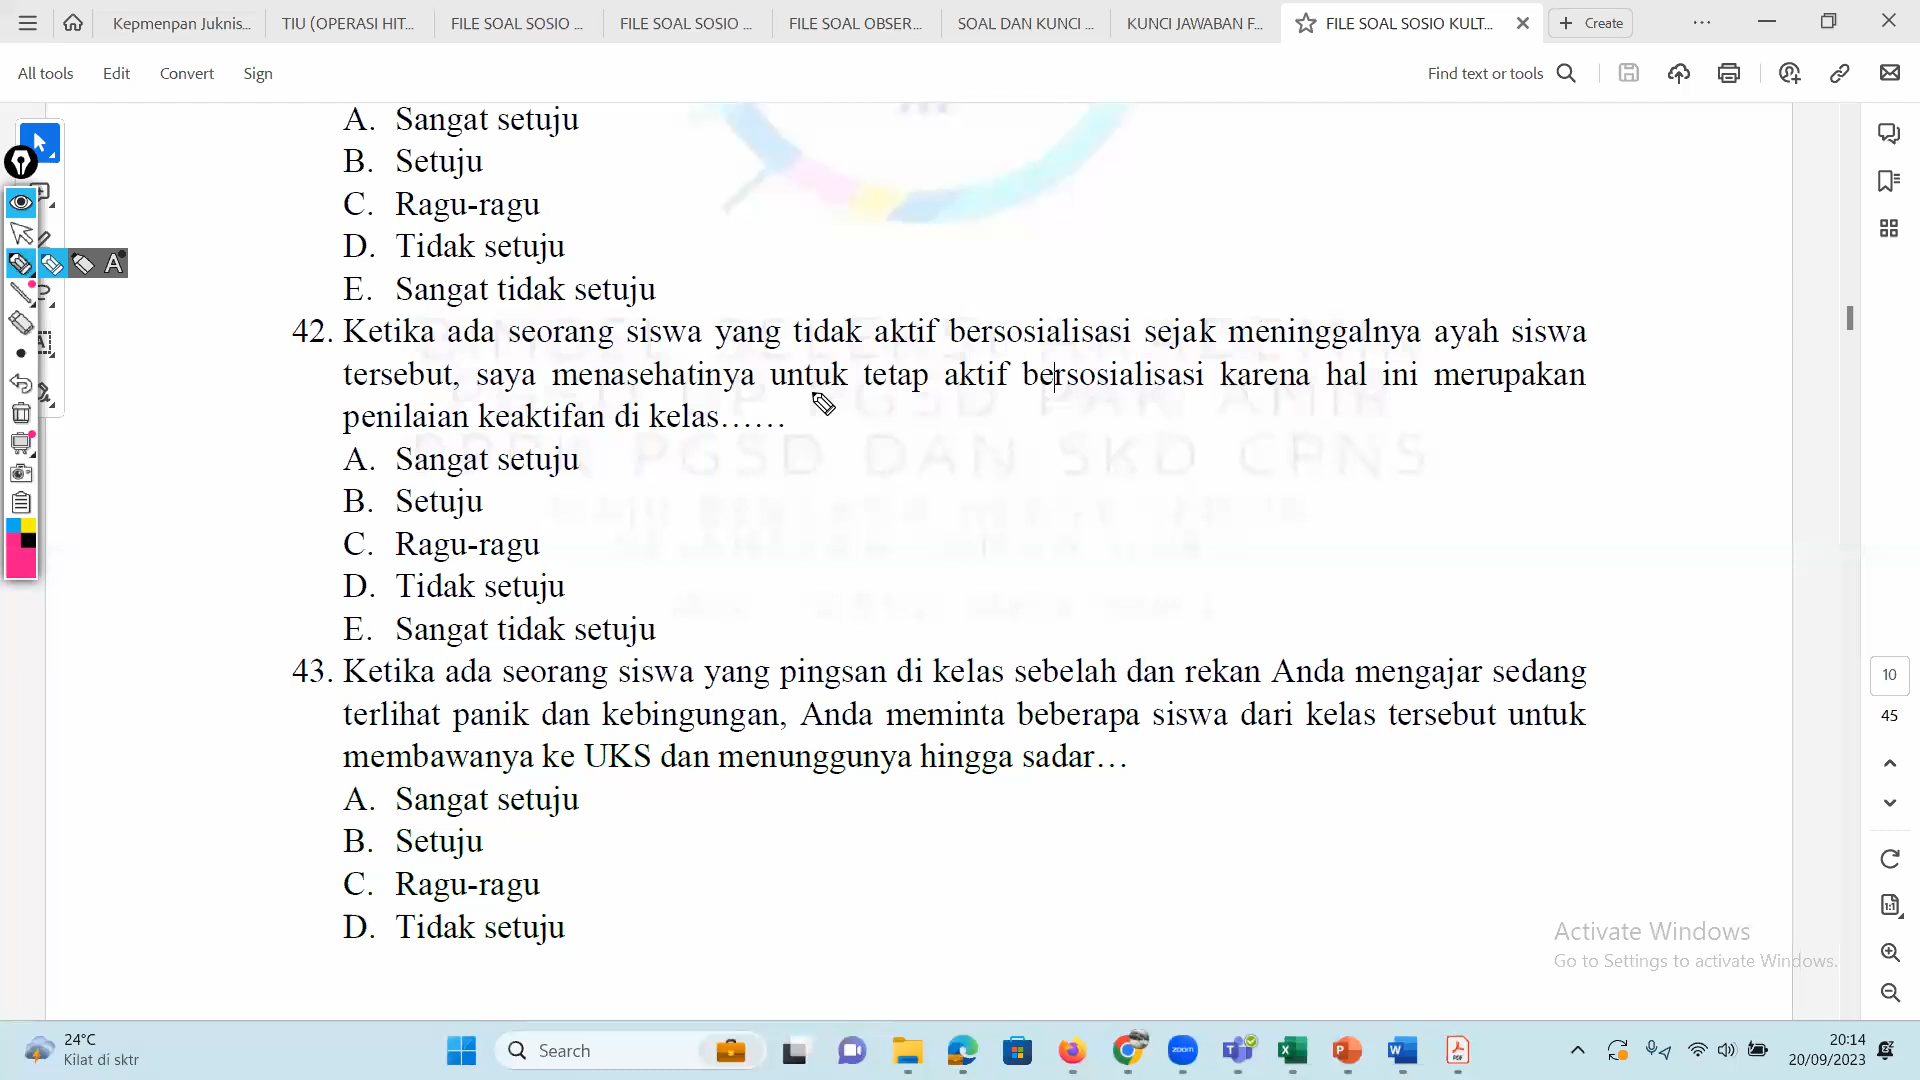 Kepmenpan Juknis...
TIU (OPERASI HIT...
FILE SOAL SOSIO ...
FILE SOAL SOSIO ...
FILE SOAL OBSER...
SOAL DAN KUNCI ...
KUNCI JAWABAN F...
FILE SOAL SOSIO KULT...
Create
All tools Edit Convert Sign
Find text or tools
A. Sangat setuju
B. Setuju
C. Ragu-ragu
D. Tidak setuju
E. Sangat tidak setuju
42. Ketika ada seorang siswa yang tidak aktif bersosialisasi sejak meninggalnya ayah siswa
tersebut, saya menasehatinya untuk tetap aktif bersosialisasi karena hal ini merupakan
penilaian keaktifan di kelas......
A. Sangat setuju
B. Setuju
C. Ragu-ragu
D. Tidak setuju
E. Sangat tidak setuju
43. Ketika ada seorang siswa yang pingsan di kelas sebelah dan rekan Anda mengajar sedang
terlihat panik dan kebingungan, Anda meminta beberapa siswa dari kelas tersebut untuk
membawanya ke UKS dan menunggunya hingga sadar...
A. Sangat setuju
B. Setuju
C. Ragu-ragu
D. Tidak setuju
PGSD DAN SKD CPNS
10
45
Activate Windows
Go to Settings to activate Windows.
24°C
Kilat di sktr
Search
zoom
20:14
20/09/2023